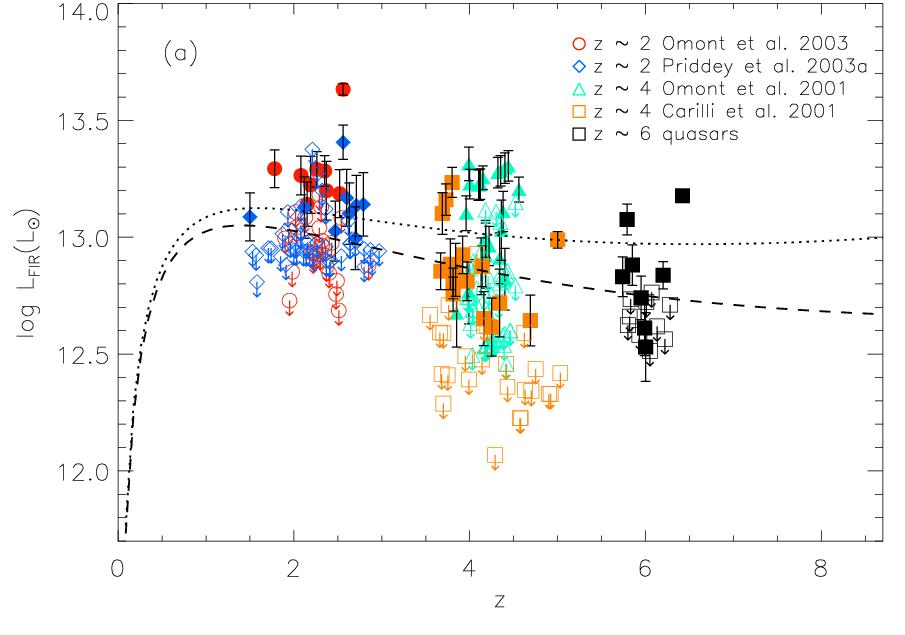 14.0
(a)
z ~ 2 Omont et al. 2003
z ~ 2 Priddey et al. 2003a
z ~ 4 Omont et al. 2001
z ~ 4 Carilli et al. 2001
z ~ 6 quasars
13.5
13.0
12.5
12.0
log L_FIR(L_⊙)
0 2 4 6 8
z